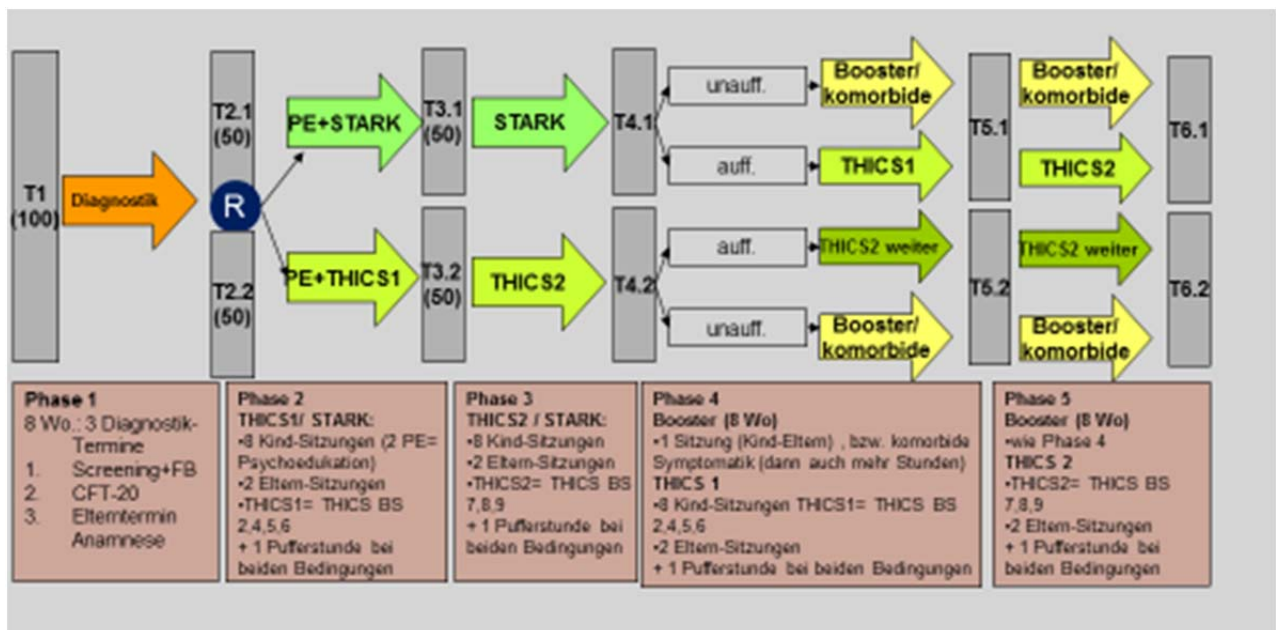 T1
(100)
Diagnostik
T2.1
(50)
R
T2.2
(50)
PE+STARK
PE+THICS1
T3.1
(50)
T3.2
(50)
STARK
THICS2
T4.1
T4.2
unauff.
auff.
auff.
unauff.
Booster/
komorbide
THICS1
THICS2 weiter
Booster/
komorbide
T5.1
T5.2
Booster/
komorbide
THICS2
THICS2 weiter
Booster/
komorbide
T6.1
T6.2
Phase 1
8 Wo.: 3 Diagnostik-
Termine
1. Screening+FB
2. CFT-20
3. Elterntermin
Anamnese
Phase 2
THICS1/ STARK:
•8 Kind-Sitzungen (2 PE=
Psychoedukation)
•2 Eltern-Sitzungen
•THICS1= THICS BS
2,4,5,6
+ 1 Pufferstunde bei
beiden Bedingungen
Phase 3
THICS2 / STARK:
•8 Kind-Sitzungen
•2 Eltern-Sitzungen
•THICS2= THICS BS
7,8,9
+ 1 Pufferstunde bei
beiden Bedingungen
Phase 4
Booster (8 Wo)
•1 Sitzung (Kind-Eltern) , bzw. komorbide
Symptomatik (dann auch mehr Stunden)
THICS 1
•8 Kind-Sitzungen THICS1= THICS BS
2,4,5,6
•2 Eltern-Sitzungen
+ 1 Pufferstunde bei beiden Bedingungen
Phase 5
Booster (8 Wo)
•wie Phase 4
THICS 2
•THICS2= THICS BS
7,8,9
•2 Eltern-Sitzungen
+ 1 Pufferstunde bei
beiden Bedingungen